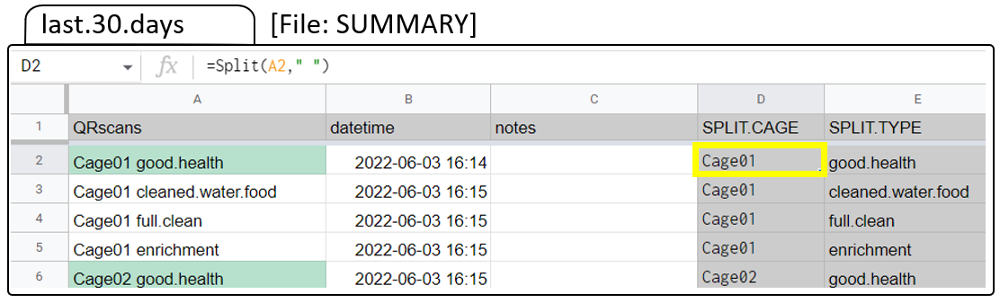 last.30.days [File: SUMMARY]
D2 fx =Split(A2," ")
A B C D E
1 QRscans datetime notes SPLIT.CAGE SPLIT.TYPE
2 Cage01 good.health 2022-06-03 16:14 Cage01 good.health
3 Cage01 cleaned.water.food 2022-06-03 16:15 Cage01 cleaned.water.food
4 Cage01 full.clean 2022-06-03 16:15 Cage01 full.clean
5 Cage01 enrichment 2022-06-03 16:15 Cage01 enrichment
6 Cage02 good.health 2022-06-03 16:15 Cage02 good.health